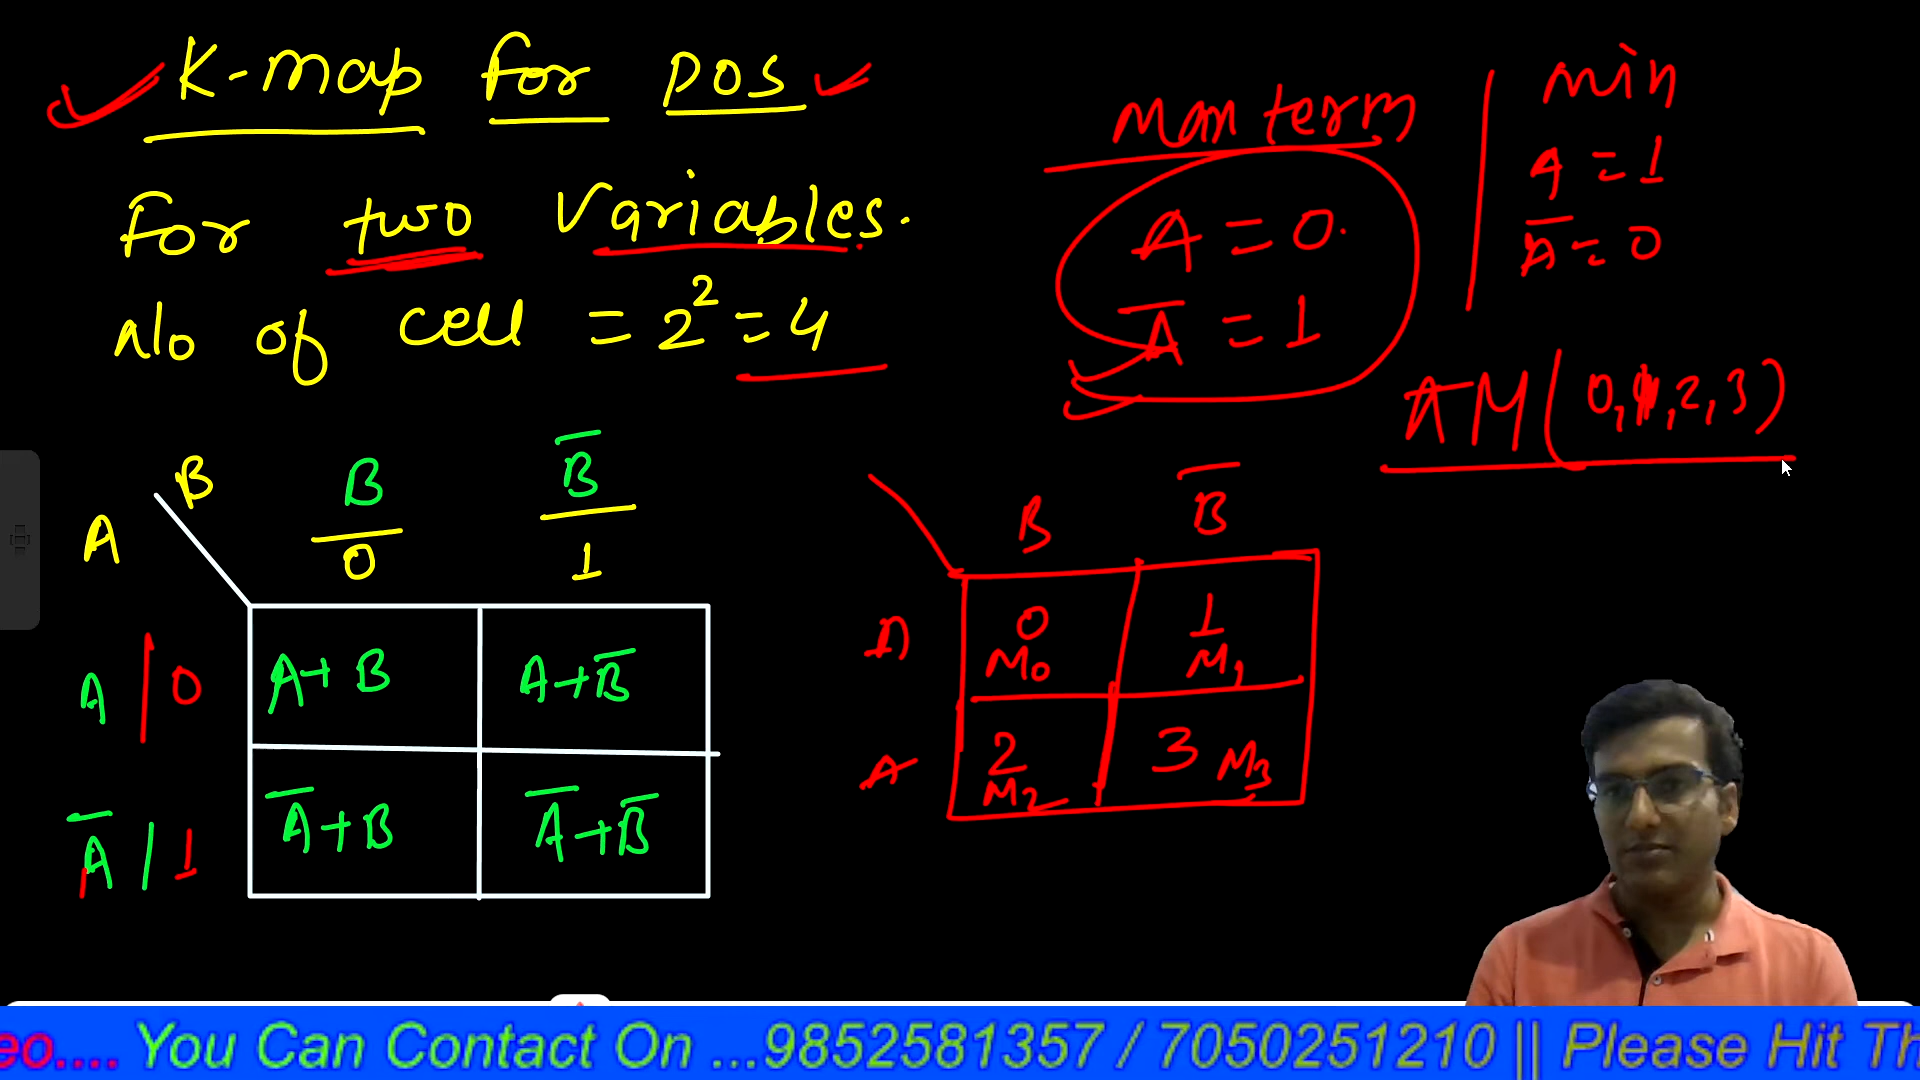 K-map for POS
for two variables.
No of cell = 2² = 4
Max term
A = 0.
A̅ = 1
min
A = 1
A̅ = 0
πM(0,1,2,3)
B
A
B B̅
0 1
A | 0 A+B A+B̅
A̅ | 1 A̅+B A̅+B̅
B B̅
A 0 1
M0 M1
A 2 3
M2 M3
eo.... You Can Contact On ...9852581357 / 7050251210 || Please Hit Th